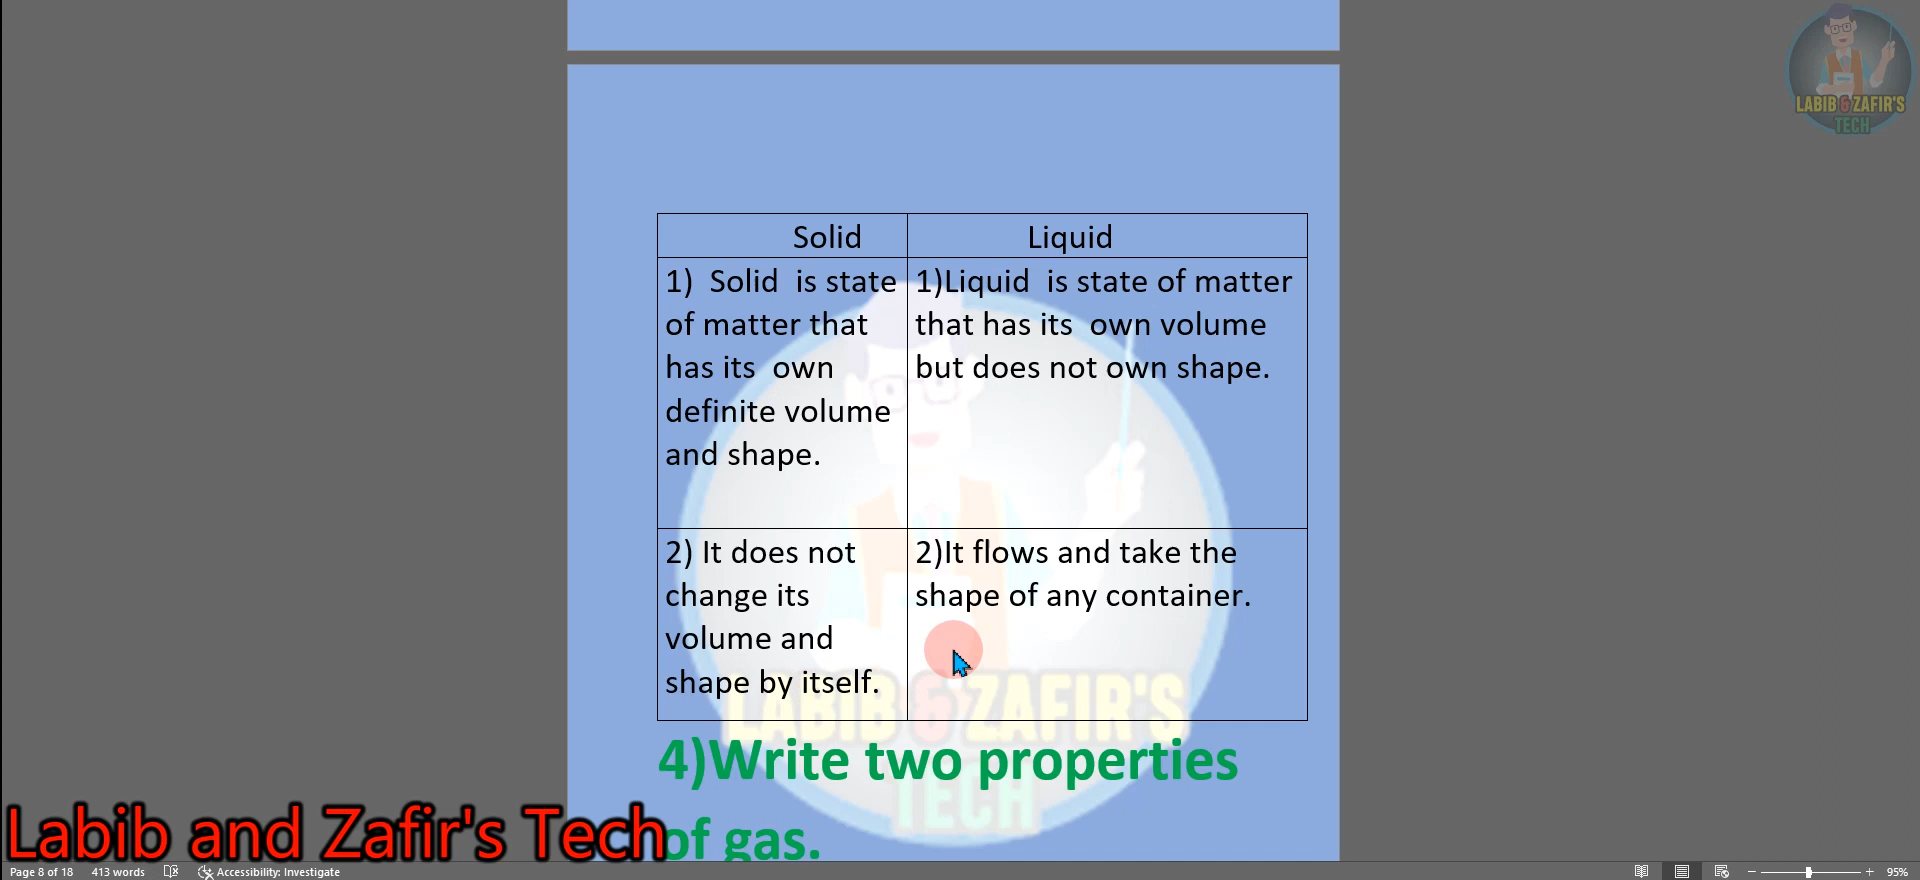 LABIB & ZAFIR'S
TECH
Solid
Liquid
1)  Solid  is state
of matter that
has its  own
definite volume
and shape.
1)Liquid  is state of matter
that has its  own volume
but does not own shape.
2) It does not
change its
volume and
shape by itself.
2)It flows and take the
shape of any container.
LABIB & ZAFIR'S
TECH
4)Write two properties
of gas.
Labib and Zafir's Tech
Page 8 of 18
413 words
Accessibility: Investigate
95%